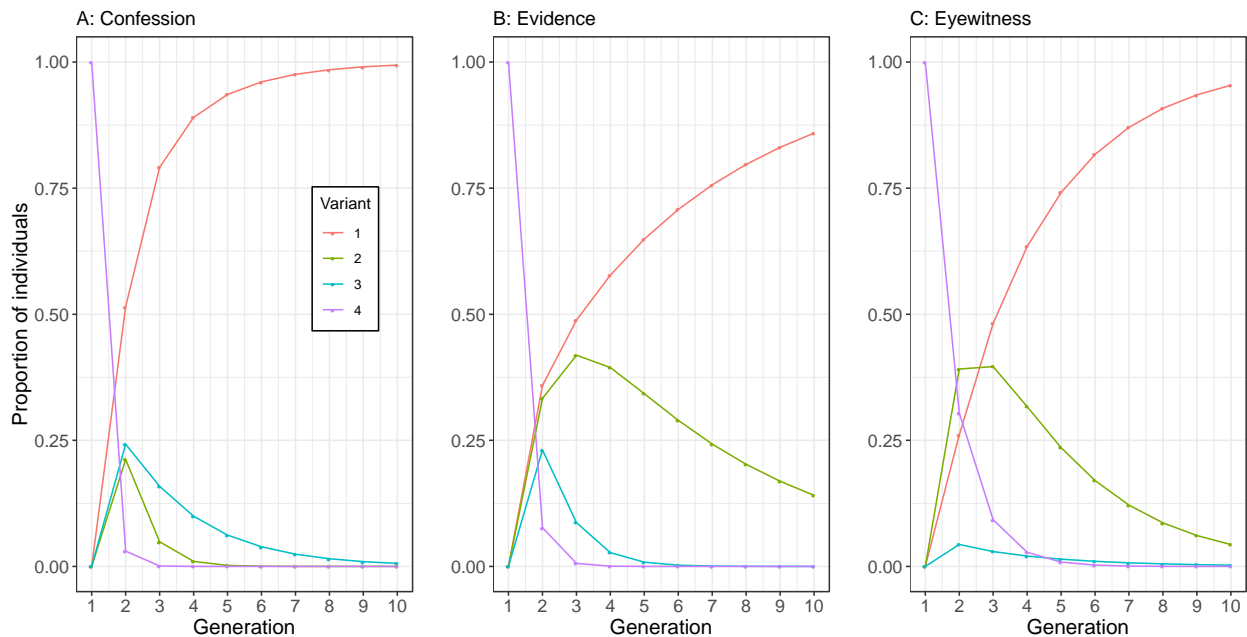 A: Confession
B: Evidence
C: Eyewitness
Proportion of individuals
1.00
0.75
0.50
0.25
0.00
Variant
1
2
3
4
1 2 3 4 5 6 7 8 9 10
Generation
1.00
0.75
0.50
0.25
0.00
1 2 3 4 5 6 7 8 9 10
Generation
1.00
0.75
0.50
0.25
0.00
1 2 3 4 5 6 7 8 9 10
Generation